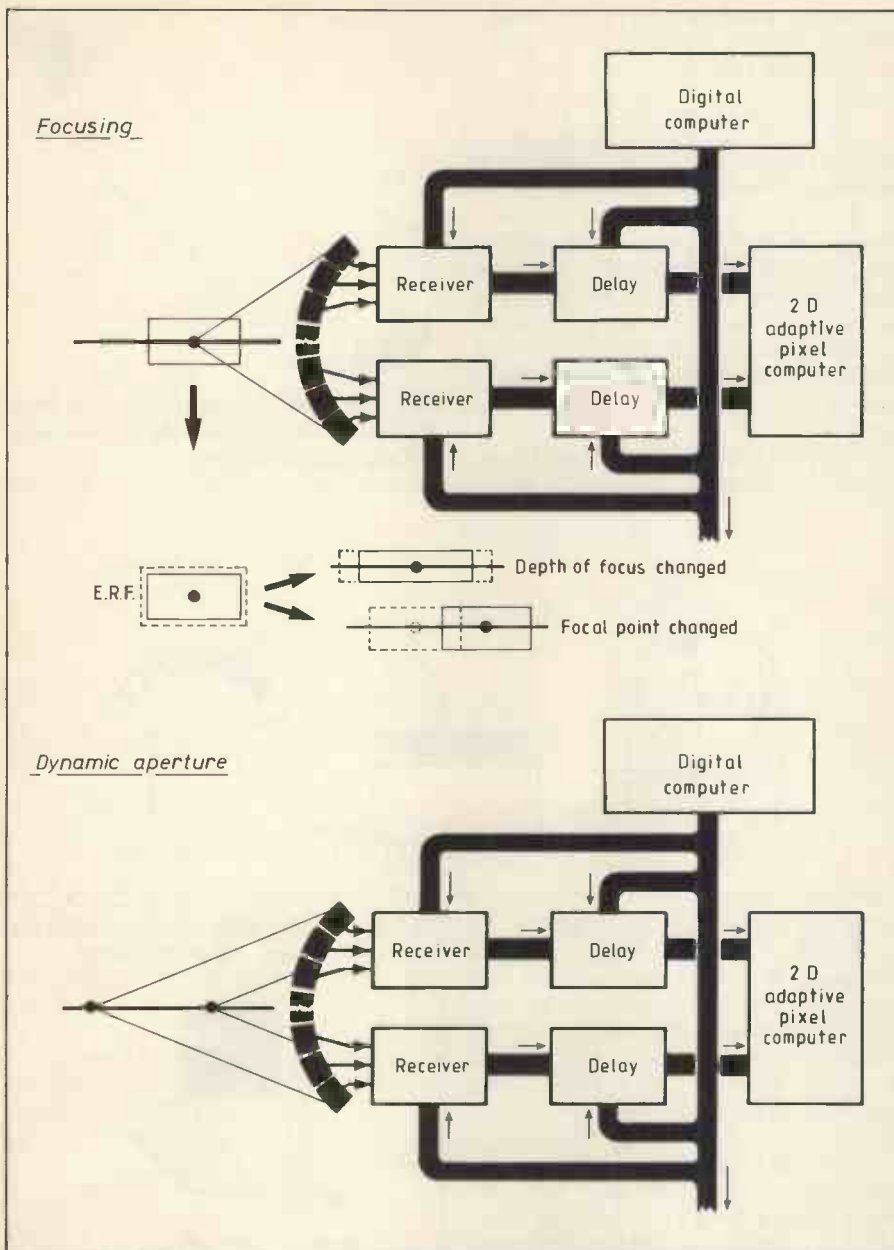 Focusing
Digital
computer
Receiver
Delay
2 D
adaptive
pixel
computer
Receiver
Delay
E.R.F.
Depth of focus changed
Focal point changed
Dynamic aperture
Digital
computer
Receiver
Delay
2 D
adaptive
pixel
computer
Receiver
Delay